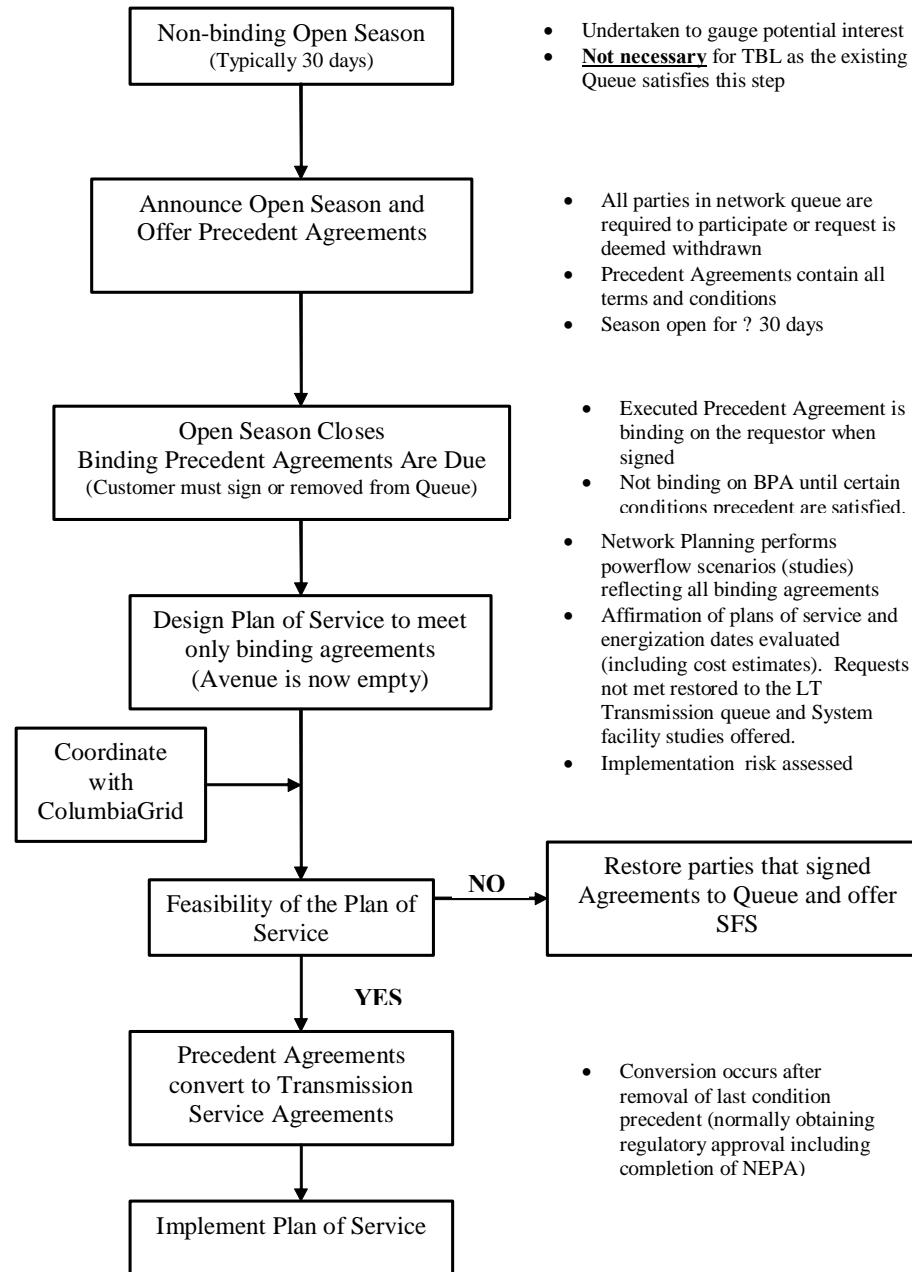 Non-binding Open Season
(Typically 30 days)
• Undertaken to gauge potential interest
• Not necessary for TBL as the existing
Queue satisfies this step
Announce Open Season and
Offer Precedent Agreements
• All parties in network queue are
required to participate or request is
deemed withdrawn
• Precedent Agreements contain all
terms and conditions
• Season open for ? 30 days
Open Season Closes
Binding Precedent Agreements Are Due
(Customer must sign or removed from Queue)
• Executed Precedent Agreement is
binding on the requestor when
signed
• Not binding on BPA until certain
conditions precedent are satisfied.
Design Plan of Service to meet
only binding agreements
(Avenue is now empty)
• Network Planning performs
powerflow scenarios (studies)
reflecting all binding agreements
• Affirmation of plans of service and
energization dates evaluated
(including cost estimates). Requests
not met restored to the LT
Transmission queue and System
facility studies offered.
• Implementation risk assessed
Coordinate
with
ColumbiaGrid
Feasibility of the Plan of
Service
NO
Restore parties that signed
Agreements to Queue and offer
SFS
YES
Precedent Agreements
convert to Transmission
Service Agreements
• Conversion occurs after
removal of last condition
precedent (normally obtaining
regulatory approval including
completion of NEPA)
Implement Plan of Service